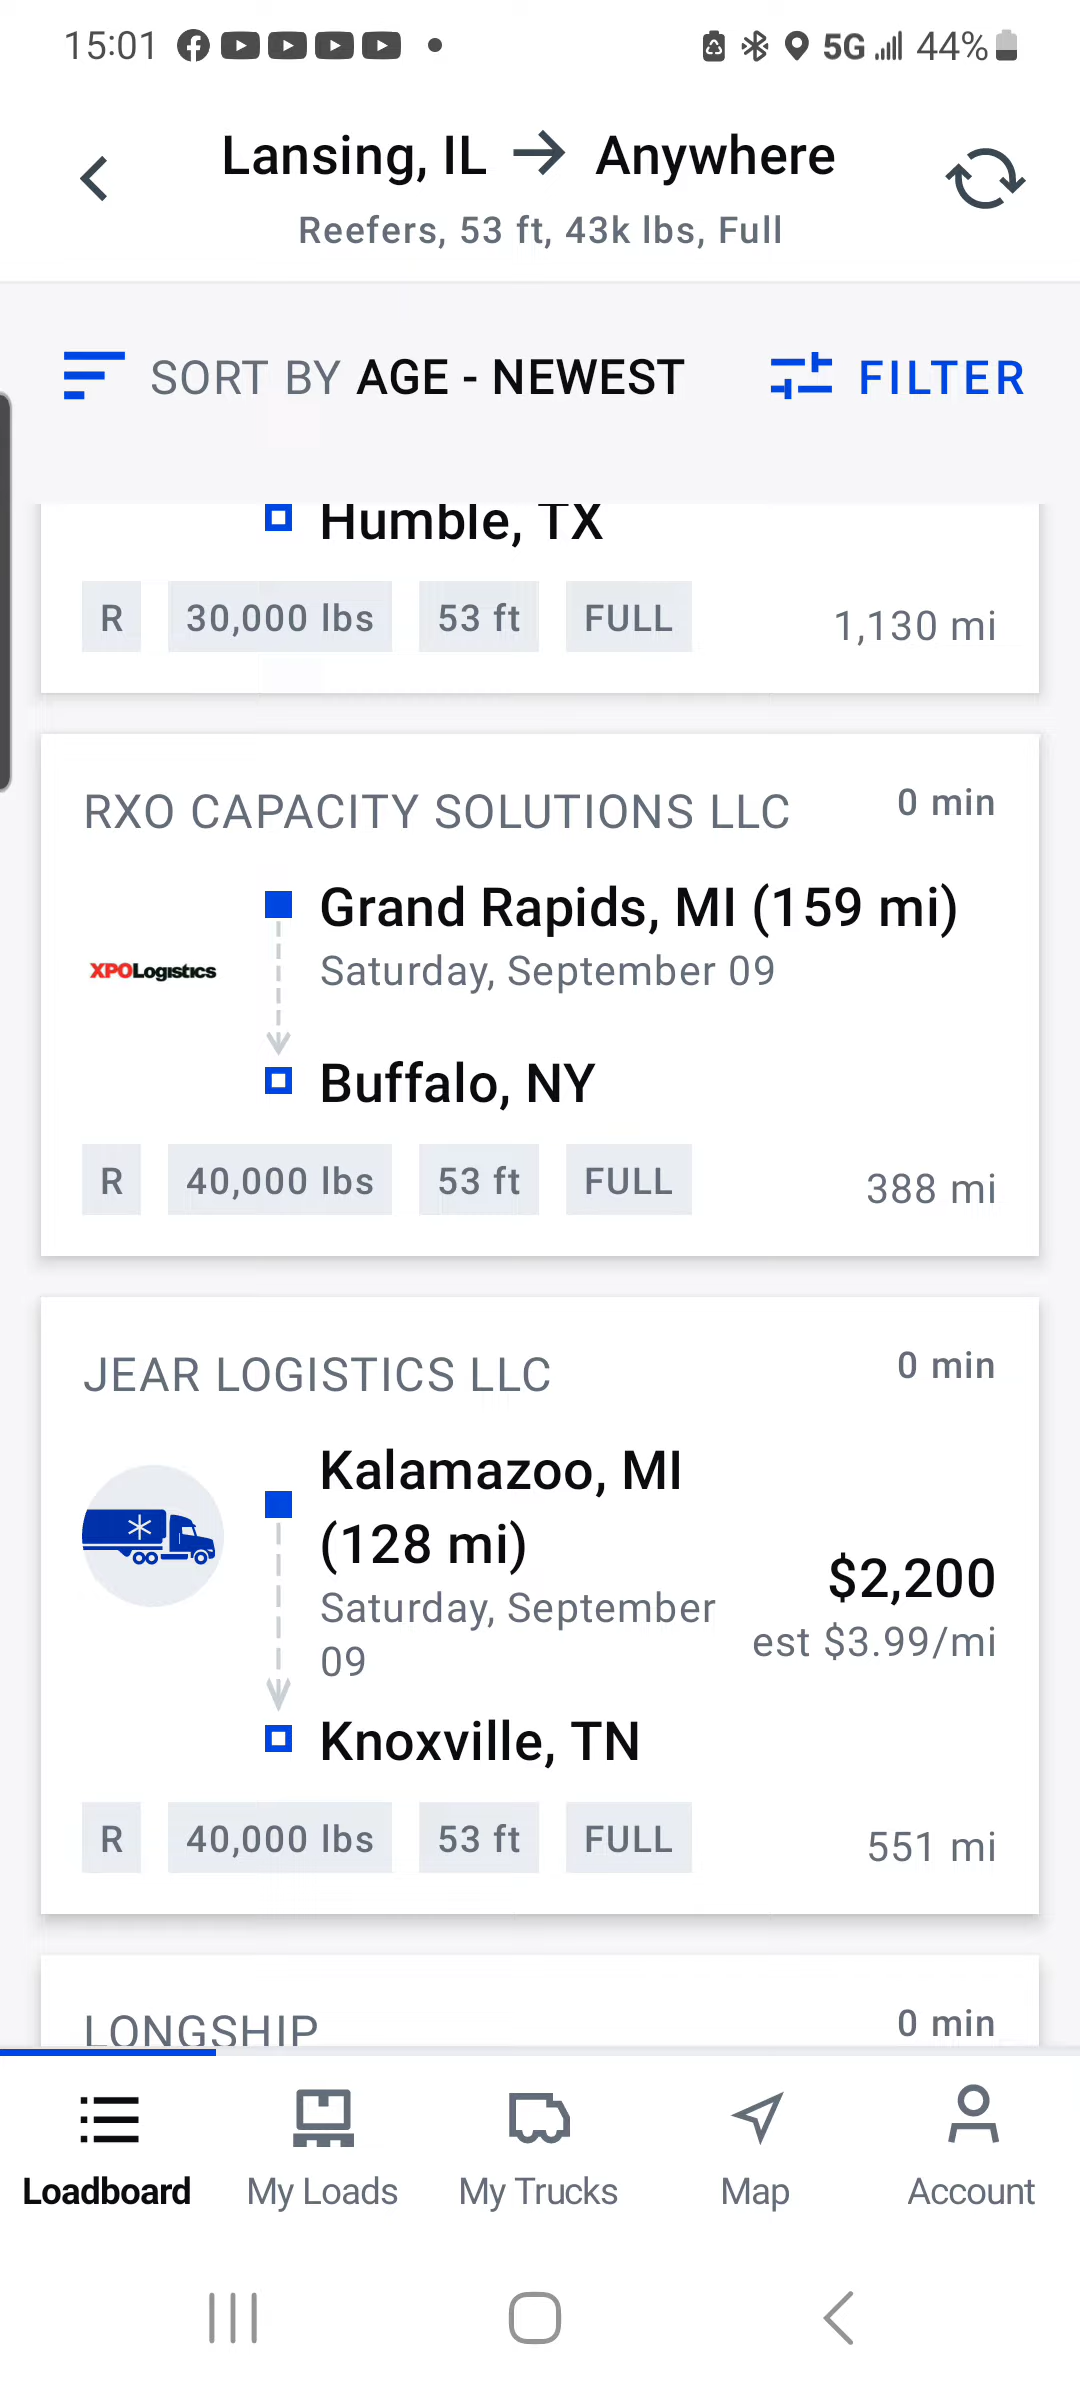 15:01 5G 44%
Lansing, IL → Anywhere
Reefers, 53 ft, 43k lbs, Full
SORT BY AGE - NEWEST FILTER
Humble, TX
R 30,000 lbs 53 ft FULL 1,130 mi
RXO CAPACITY SOLUTIONS LLC 0 min
Grand Rapids, MI (159 mi)
XPOLogistics Saturday, September 09
Buffalo, NY
R 40,000 lbs 53 ft FULL 388 mi
JEAR LOGISTICS LLC 0 min
Kalamazoo, MI
(128 mi)
$2,200
Saturday, September
est $3.99/mi
09
Knoxville, TN
R 40,000 lbs 53 ft FULL 551 mi
LONGSHIP 0 min
Loadboard My Loads My Trucks Map Account